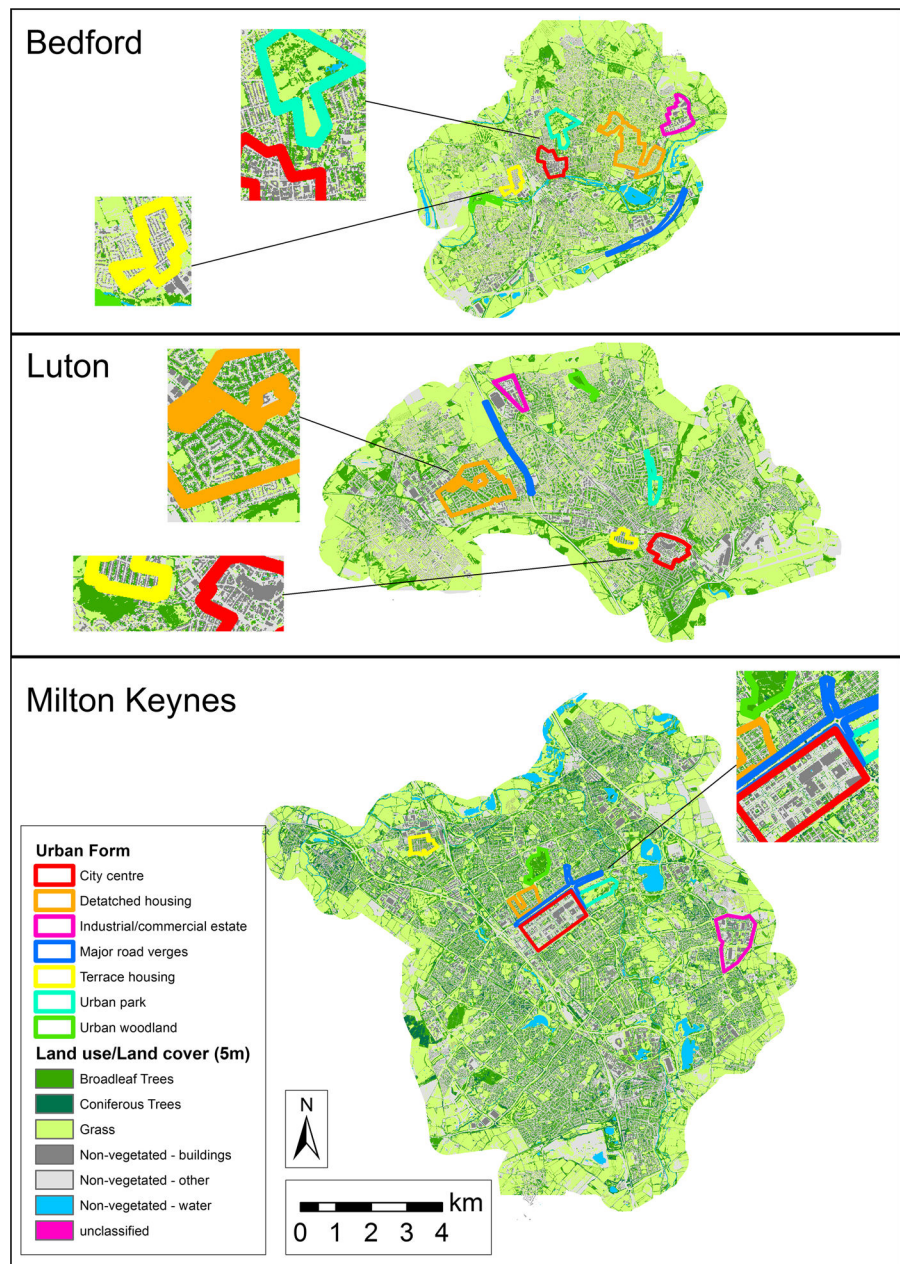 Bedford
Luton
Milton Keynes
Urban Form
City centre
Detatched housing
Industrial/commercial estate
Major road verges
Terrace housing
Urban park
Urban woodland
Land use/Land cover (5m)
Broadleaf Trees
Coniferous Trees
Grass
Non-vegetated - buildings
Non-vegetated - other
Non-vegetated - water
unclassified
N
km
0 1 2 3 4